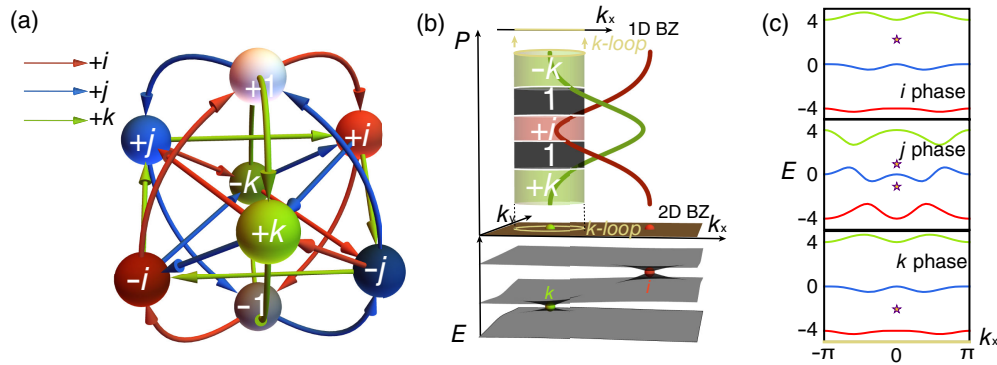 (a)
+i
+j
+k
+1
+j
+i
-k
+k
-i
-j
-1
(b)
P
kₓ
1D BZ
k-loop
-k
1
+i
1
+k
k_y
2D BZ
k-loop
kₓ
k
i
E
(c)
4
0
i phase
-4
4
j phase
E
0
-4
4
k phase
0
-4
-π
0
π
kₓ